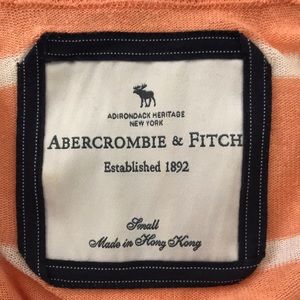 ADIRONDACK HERITAGE
NEW YORK
ABERCROMBIE & FITCH
Established 1892
Small
Made in Hong Kong